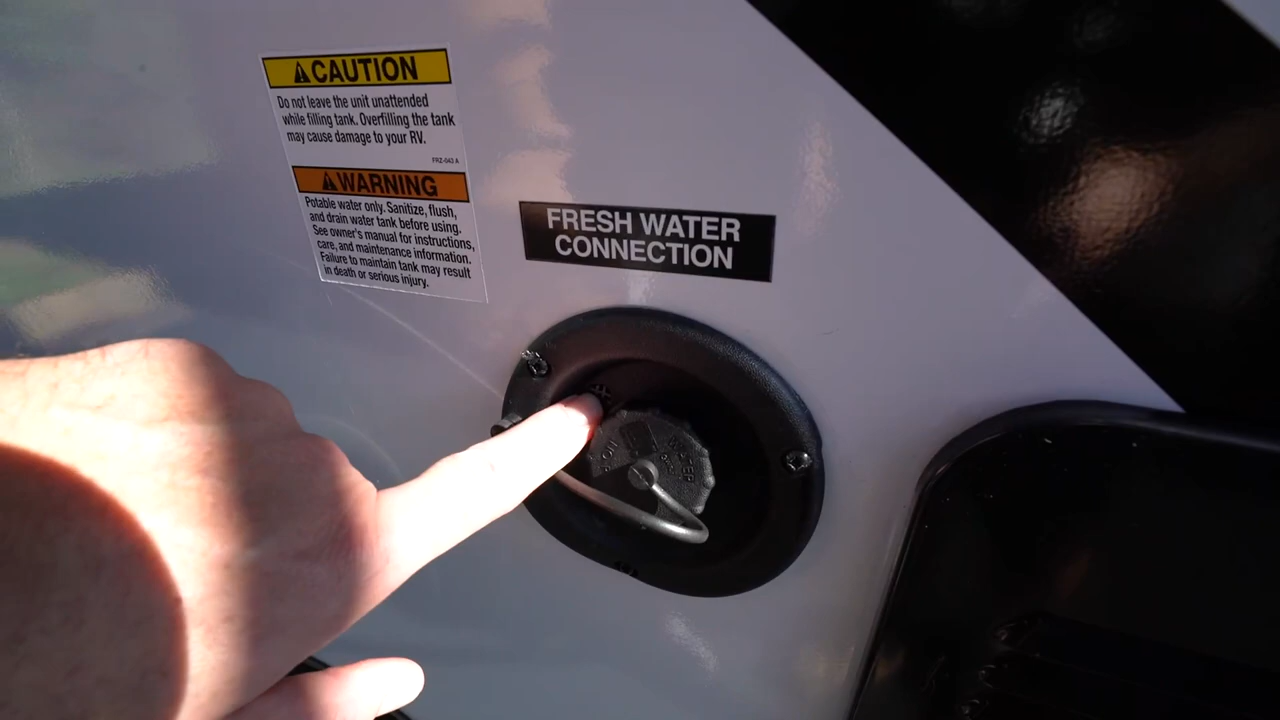 CAUTION
Do not leave the unit unattended
while filling tank. Overfilling the tank
may cause damage to your RV.
FRZ-043 A
WARNING
Potable water only. Sanitize, flush,
and drain water tank before using.
See owner's manual for instructions,
care, and maintenance information.
Failure to maintain tank may result
in death or serious injury.
FRESH WATER
CONNECTION
WATER